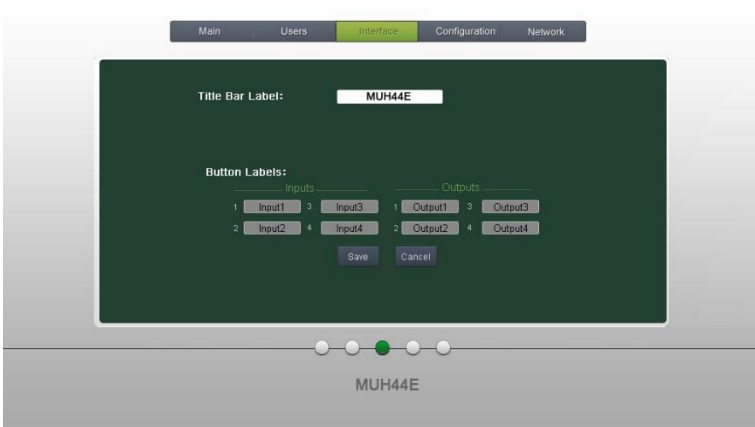 Main Users Interface Configuration Network
Title Bar Label: MUH44E
Button Labels:
Inputs Outputs
1 Input1 3 Input3 1 Output1 3 Output3
2 Input2 4 Input4 2 Output2 4 Output4
Save Cancel
MUH44E